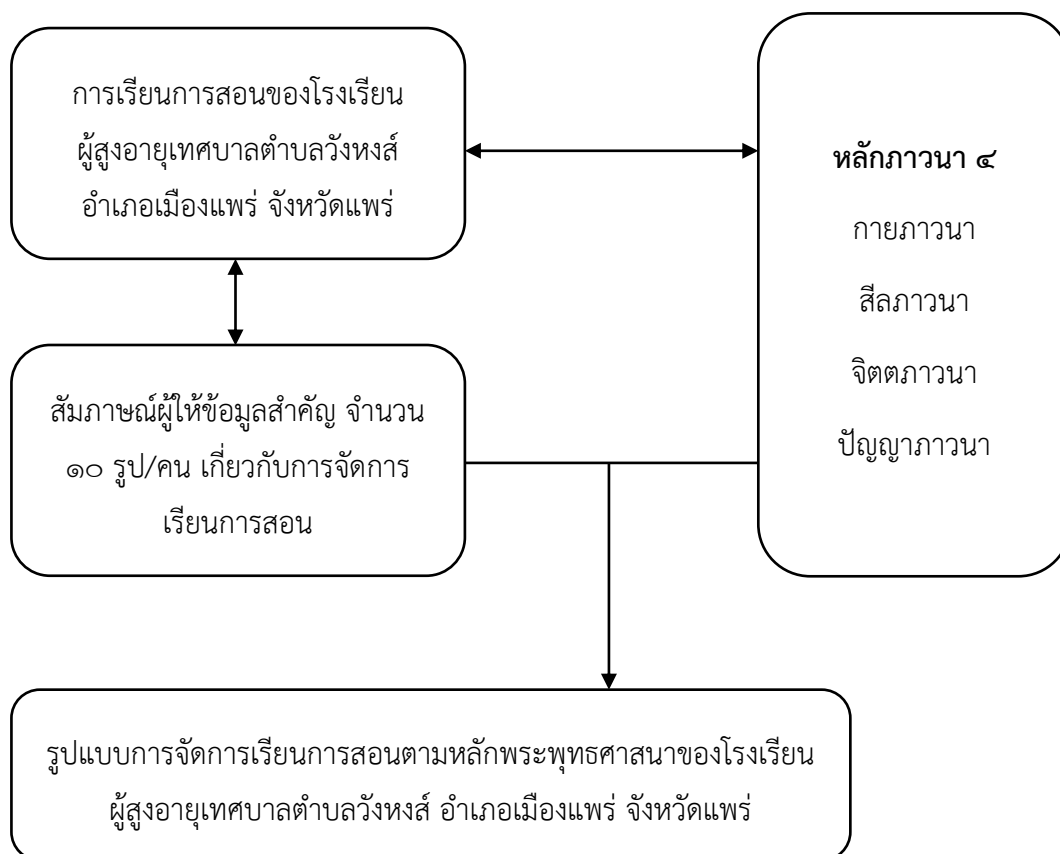 การเรียนการสอนของโรงเรียน
ผู้สูงอายุเทศบาลตำบลวังหงส์
อำเภอเมืองแพร่ จังหวัดแพร่
หลักภาวนา ๔
กายภาวนา
สีลภาวนา
จิตตภาวนา
ปัญญาภาวนา
สัมภาษณ์ผู้ให้ข้อมูลสำคัญ จำนวน
๑๐ รูป/คน เกี่ยวกับการจัดการ
เรียนการสอน
รูปแบบการจัดการเรียนการสอนตามหลักพระพุทธศาสนาของโรงเรียน
ผู้สูงอายุเทศบาลตำบลวังหงส์ อำเภอเมืองแพร่ จังหวัดแพร่